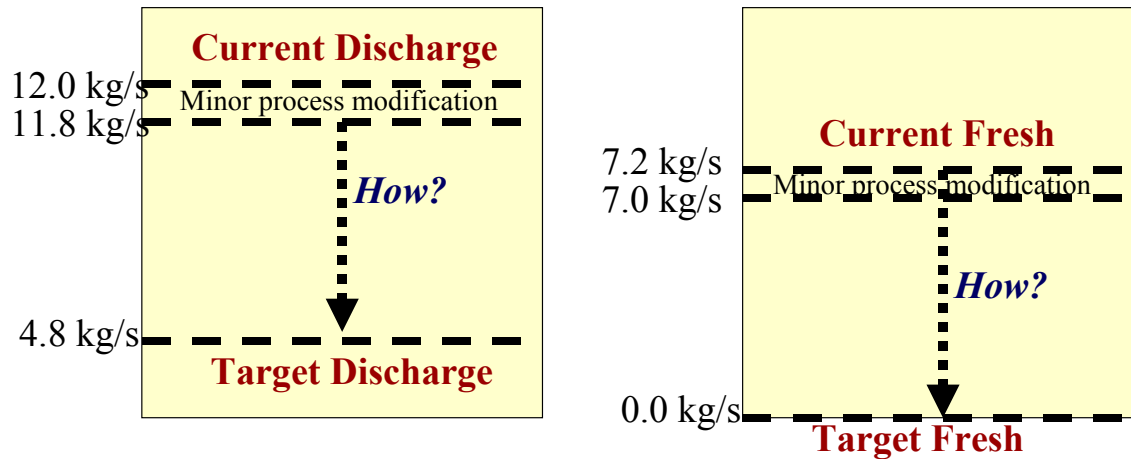 Current Discharge
12.0 kg/s
Minor process modification
11.8 kg/s
How?
4.8 kg/s
Target Discharge
Current Fresh
7.2 kg/s
Minor process modification
7.0 kg/s
How?
0.0 kg/s
Target Fresh